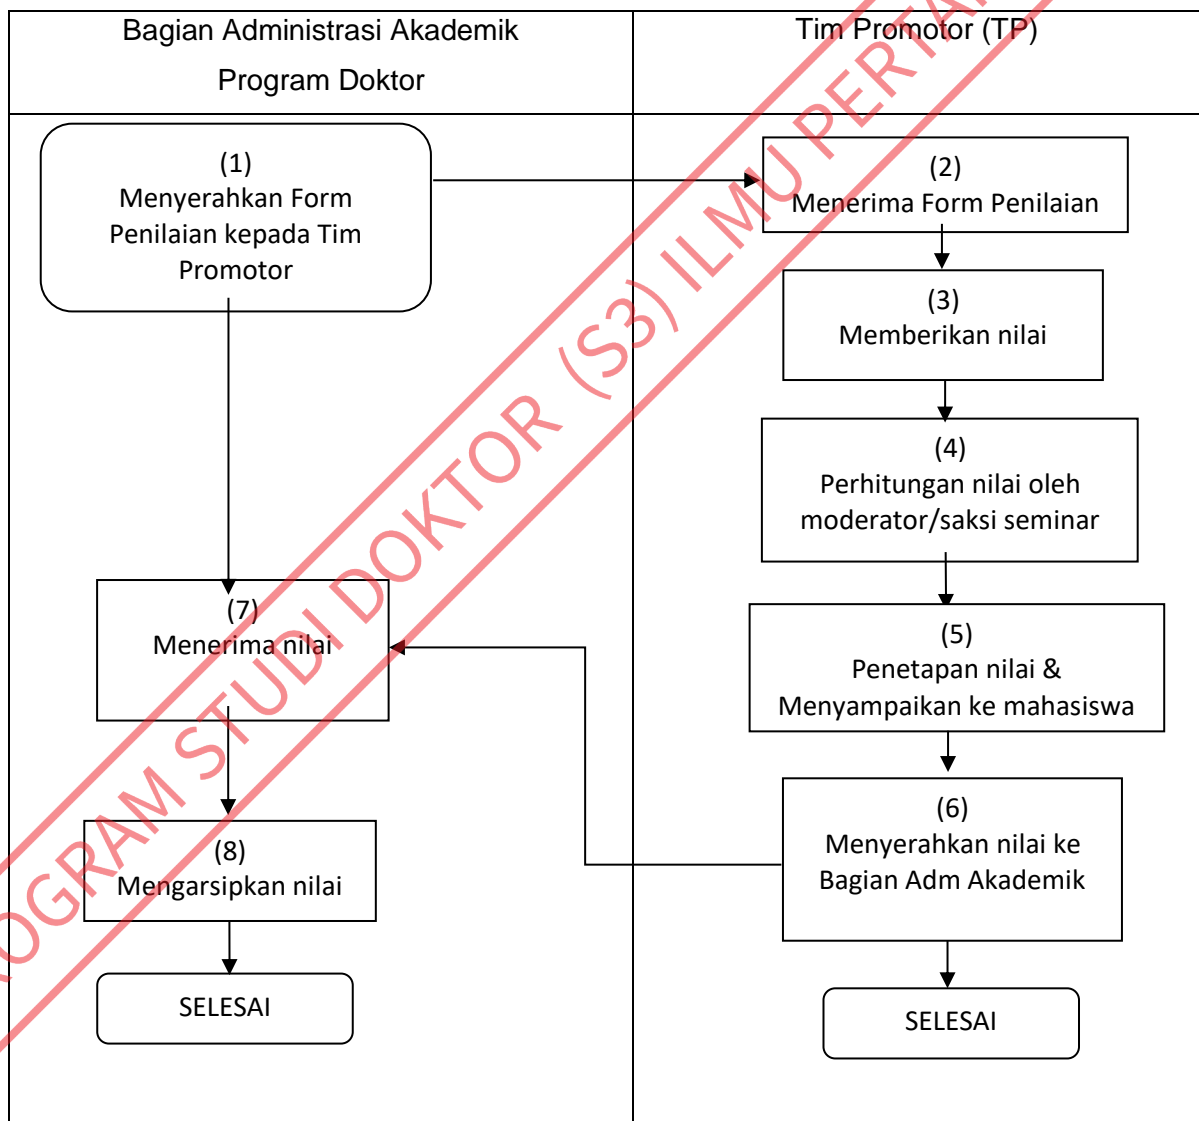 Bagian Administrasi Akademik
Program Doktor
Tim Promotor (TP)
(1)
Menyerahkan Form
Penilaian kepada Tim
Promotor
(2)
Menerima Form Penilaian
(3)
Memberikan nilai
(4)
Perhitungan nilai oleh
moderator/saksi seminar
(5)
Penetapan nilai &
Menyampaikan ke mahasiswa
(6)
Menyerahkan nilai ke
Bagian Adm Akademik
(7)
Menerima nilai
(8)
Mengarsipkan nilai
SELESAI
SELESAI
STUDI DOKTOR (S3) ILMU